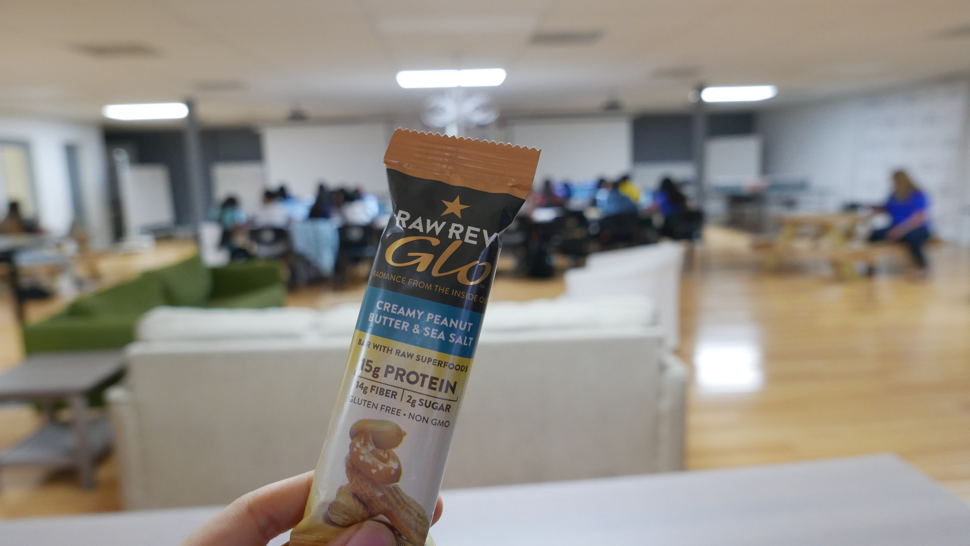 RAW REV
Glo
RADIANCE FROM THE INSIDE OUT
CREAMY PEANUT
BUTTER & SEA SALT
BAR WITH RAW SUPERFOODS
15g PROTEIN
14g FIBER | 2g SUGAR
GLUTEN FREE • NON GMO